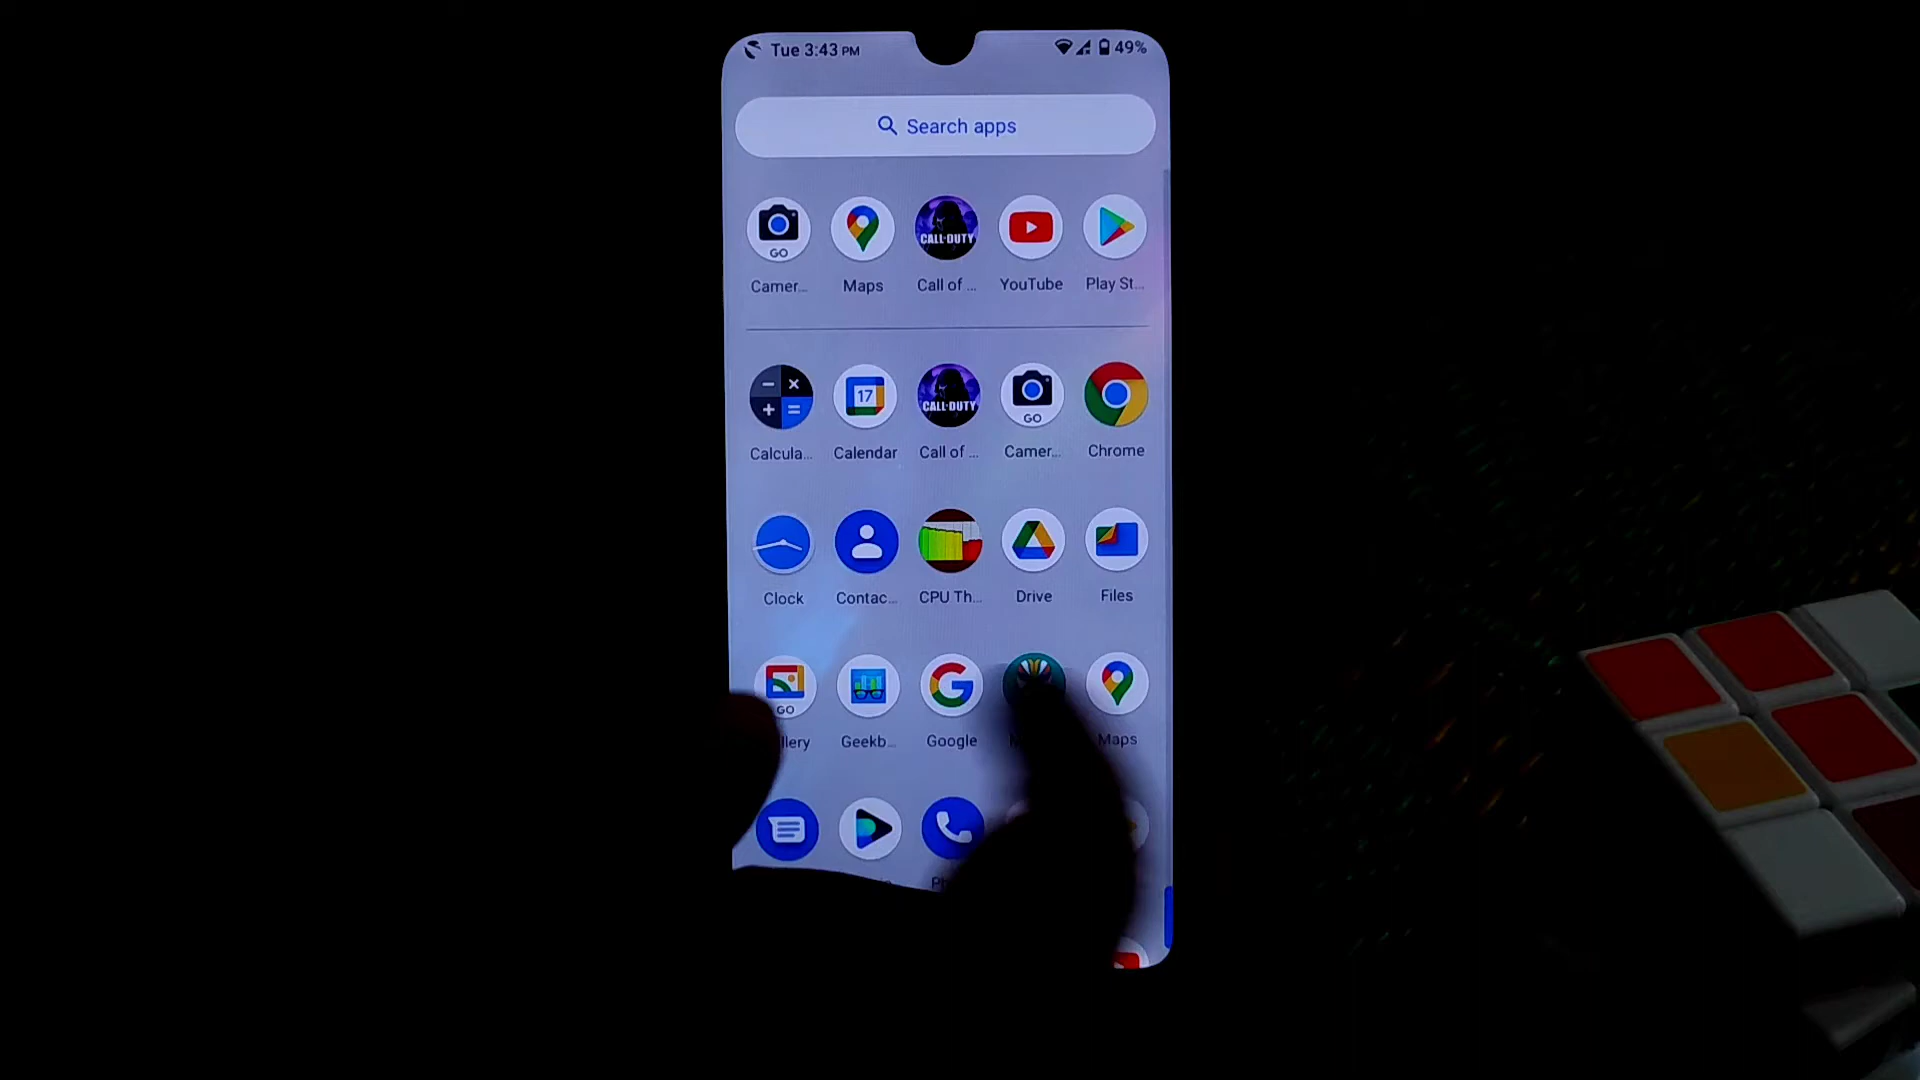 Tue 3:43 PM 49%
Search apps
GO
CALL·DUTY
Camer... Maps Call of ... YouTube Play St...
17
CALL·DUTY
GO
Calcula... Calendar Call of ... Camer... Chrome
Clock Contac... CPU Th... Drive Files
GO
llery Geekb... Google Maps